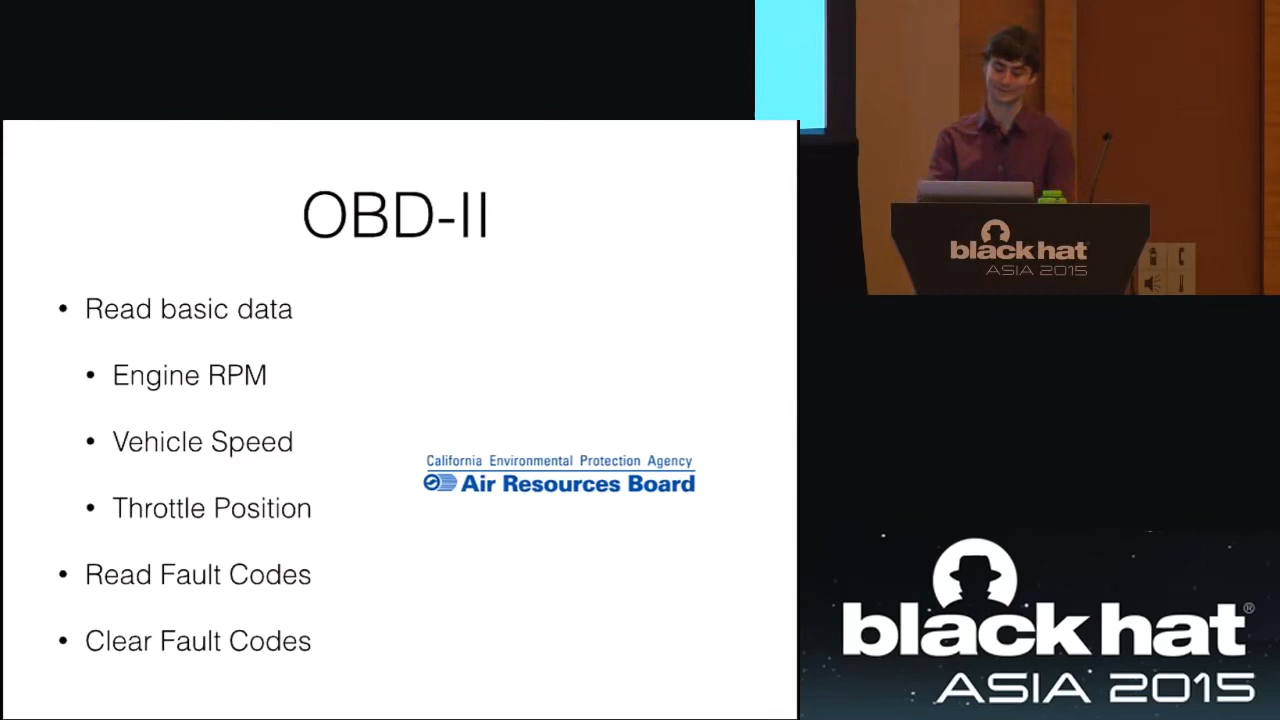 OBD-II
• Read basic data
• Engine RPM
• Vehicle Speed
• Throttle Position
• Read Fault Codes
• Clear Fault Codes
California Environmental Protection Agency
Air Resources Board
black hat
ASIA 2015
black hat®
ASIA 2015